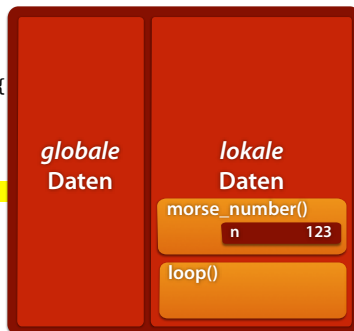 {
globale
Daten
lokale
Daten
morse_number()
n 123
loop()